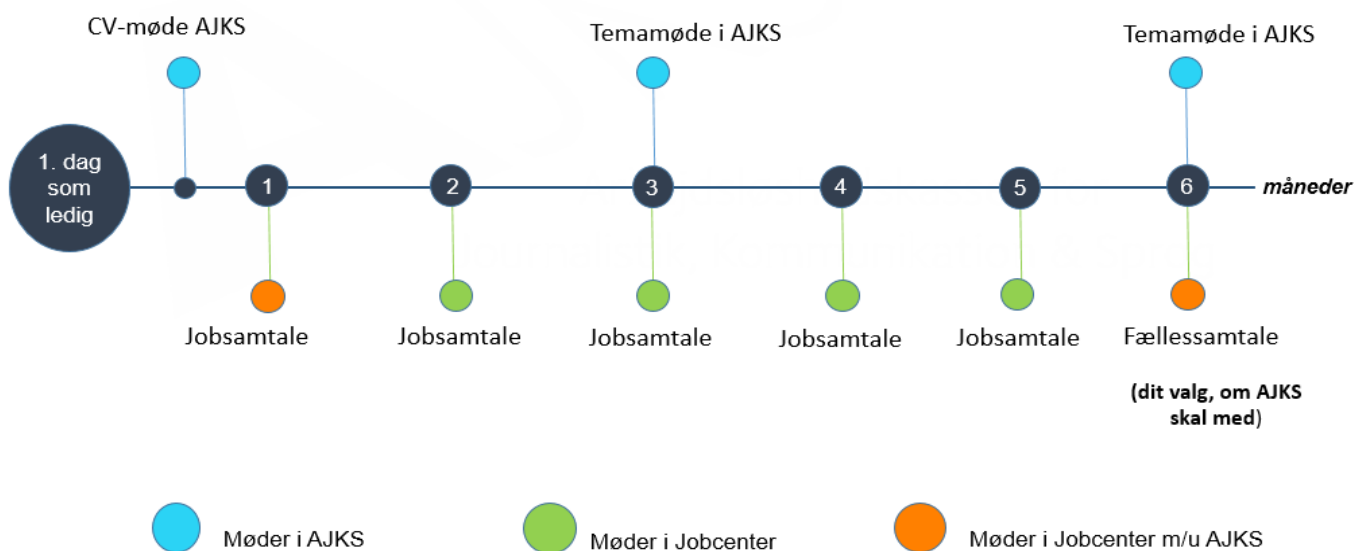 CV-møde AJKS
Temamøde i AJKS
Temamøde i AJKS
1. dag
som
ledig
1
2
3
4
5
6
måneder
Jobsamtale
Jobsamtale
Jobsamtale
Jobsamtale
Jobsamtale
Fællessamtale
(dit valg, om AJKS
skal med)
Møder i AJKS
Møder i Jobcenter
Møder i Jobcenter m/u AJKS